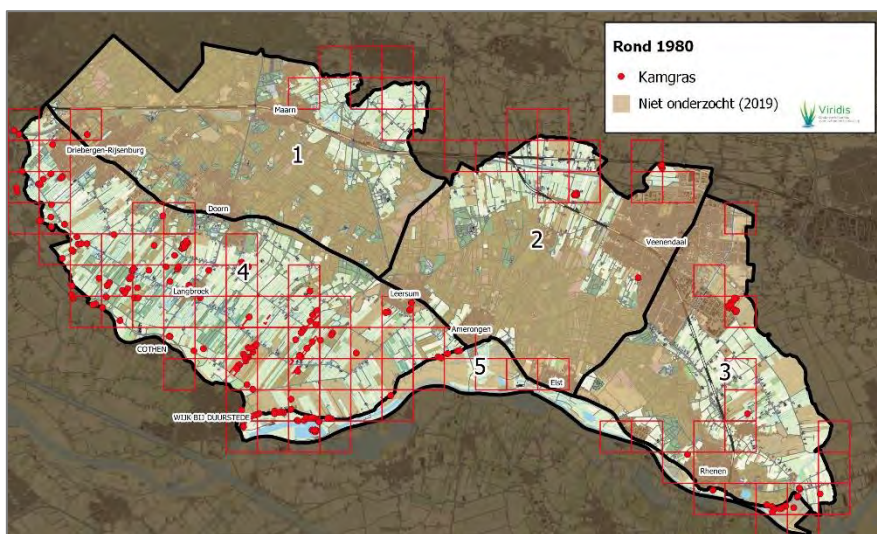 Rond 1980
Kamgras
Niet onderzocht (2019)
Viridis
Maarn
Driebergen-Rijsenburg
1
Doorn
2
Veenendaal
4
Langbroek
Leersum
Amerongen
COTHEN
5
Elst
3
WIJK BIJ DUURSTEDE
Rhenen